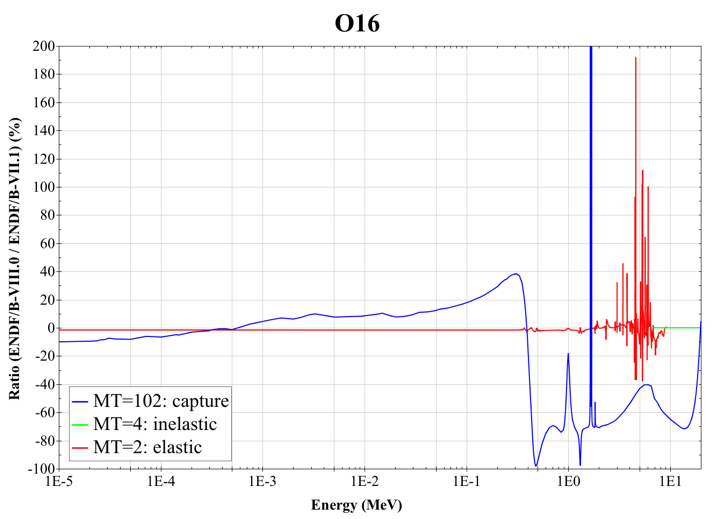 O16
Ratio (ENDF/B-VIII.0 / ENDF/B-VII.1) (%)
200
180
160
140
120
100
80
60
40
20
0
-20
-40
-60
-80
-100
MT=102: capture
MT=4: inelastic
MT=2: elastic
1E-5 1E-4 1E-3 1E-2 1E-1 1E0 1E1
Energy (MeV)